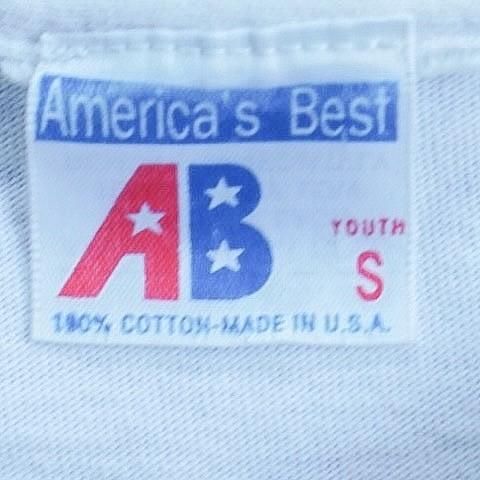 America's Best
AB
YOUTH
S
100% COTTON-MADE IN U.S.A.